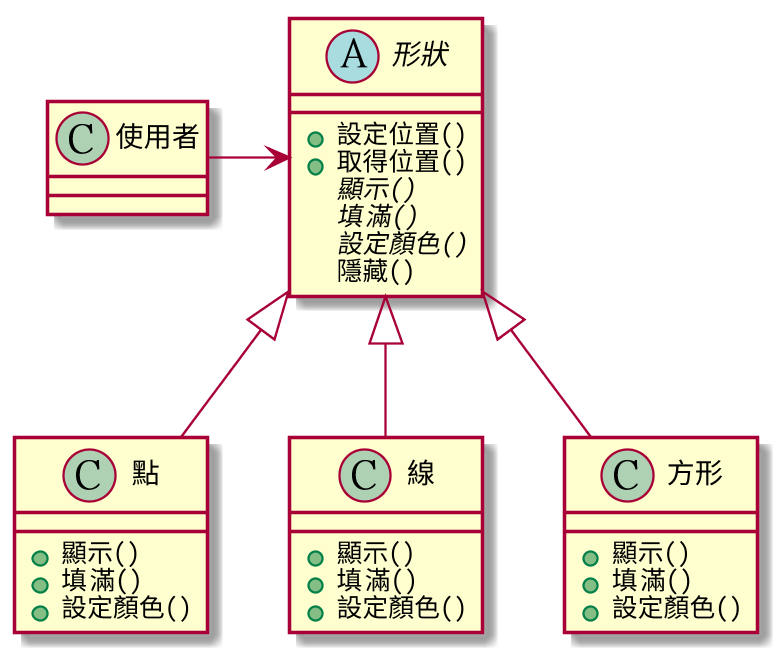 A 形狀
設定位置()
取得位置()
顯示()
填滿()
設定顏色()
隱藏()
C 使用者
C 點
顯示()
填滿()
設定顏色()
C 線
顯示()
填滿()
設定顏色()
C 方形
顯示()
填滿()
設定顏色()